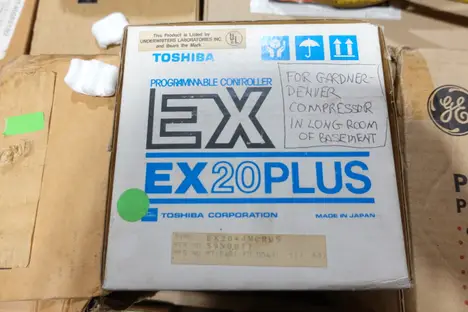 This Product is Listed by
UNDERWRITERS LABORATORIES INC.
and Bears the Mark
UL
TOSHIBA
PROGRAMMABLE CONTROLLER
EX
FOR GARDNER-
DENVER
COMPRESSOR
IN LONG ROOM
OF BASEMENT
EX20PLUS
TOSHIBA CORPORATION
MADE IN JAPAN
GE
P